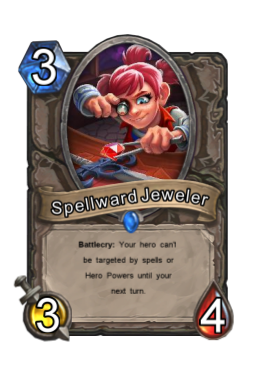 3
Spellward Jeweler
Battlecry: Your hero can't
be targeted by spells or
Hero Powers until your
next turn.
3
4